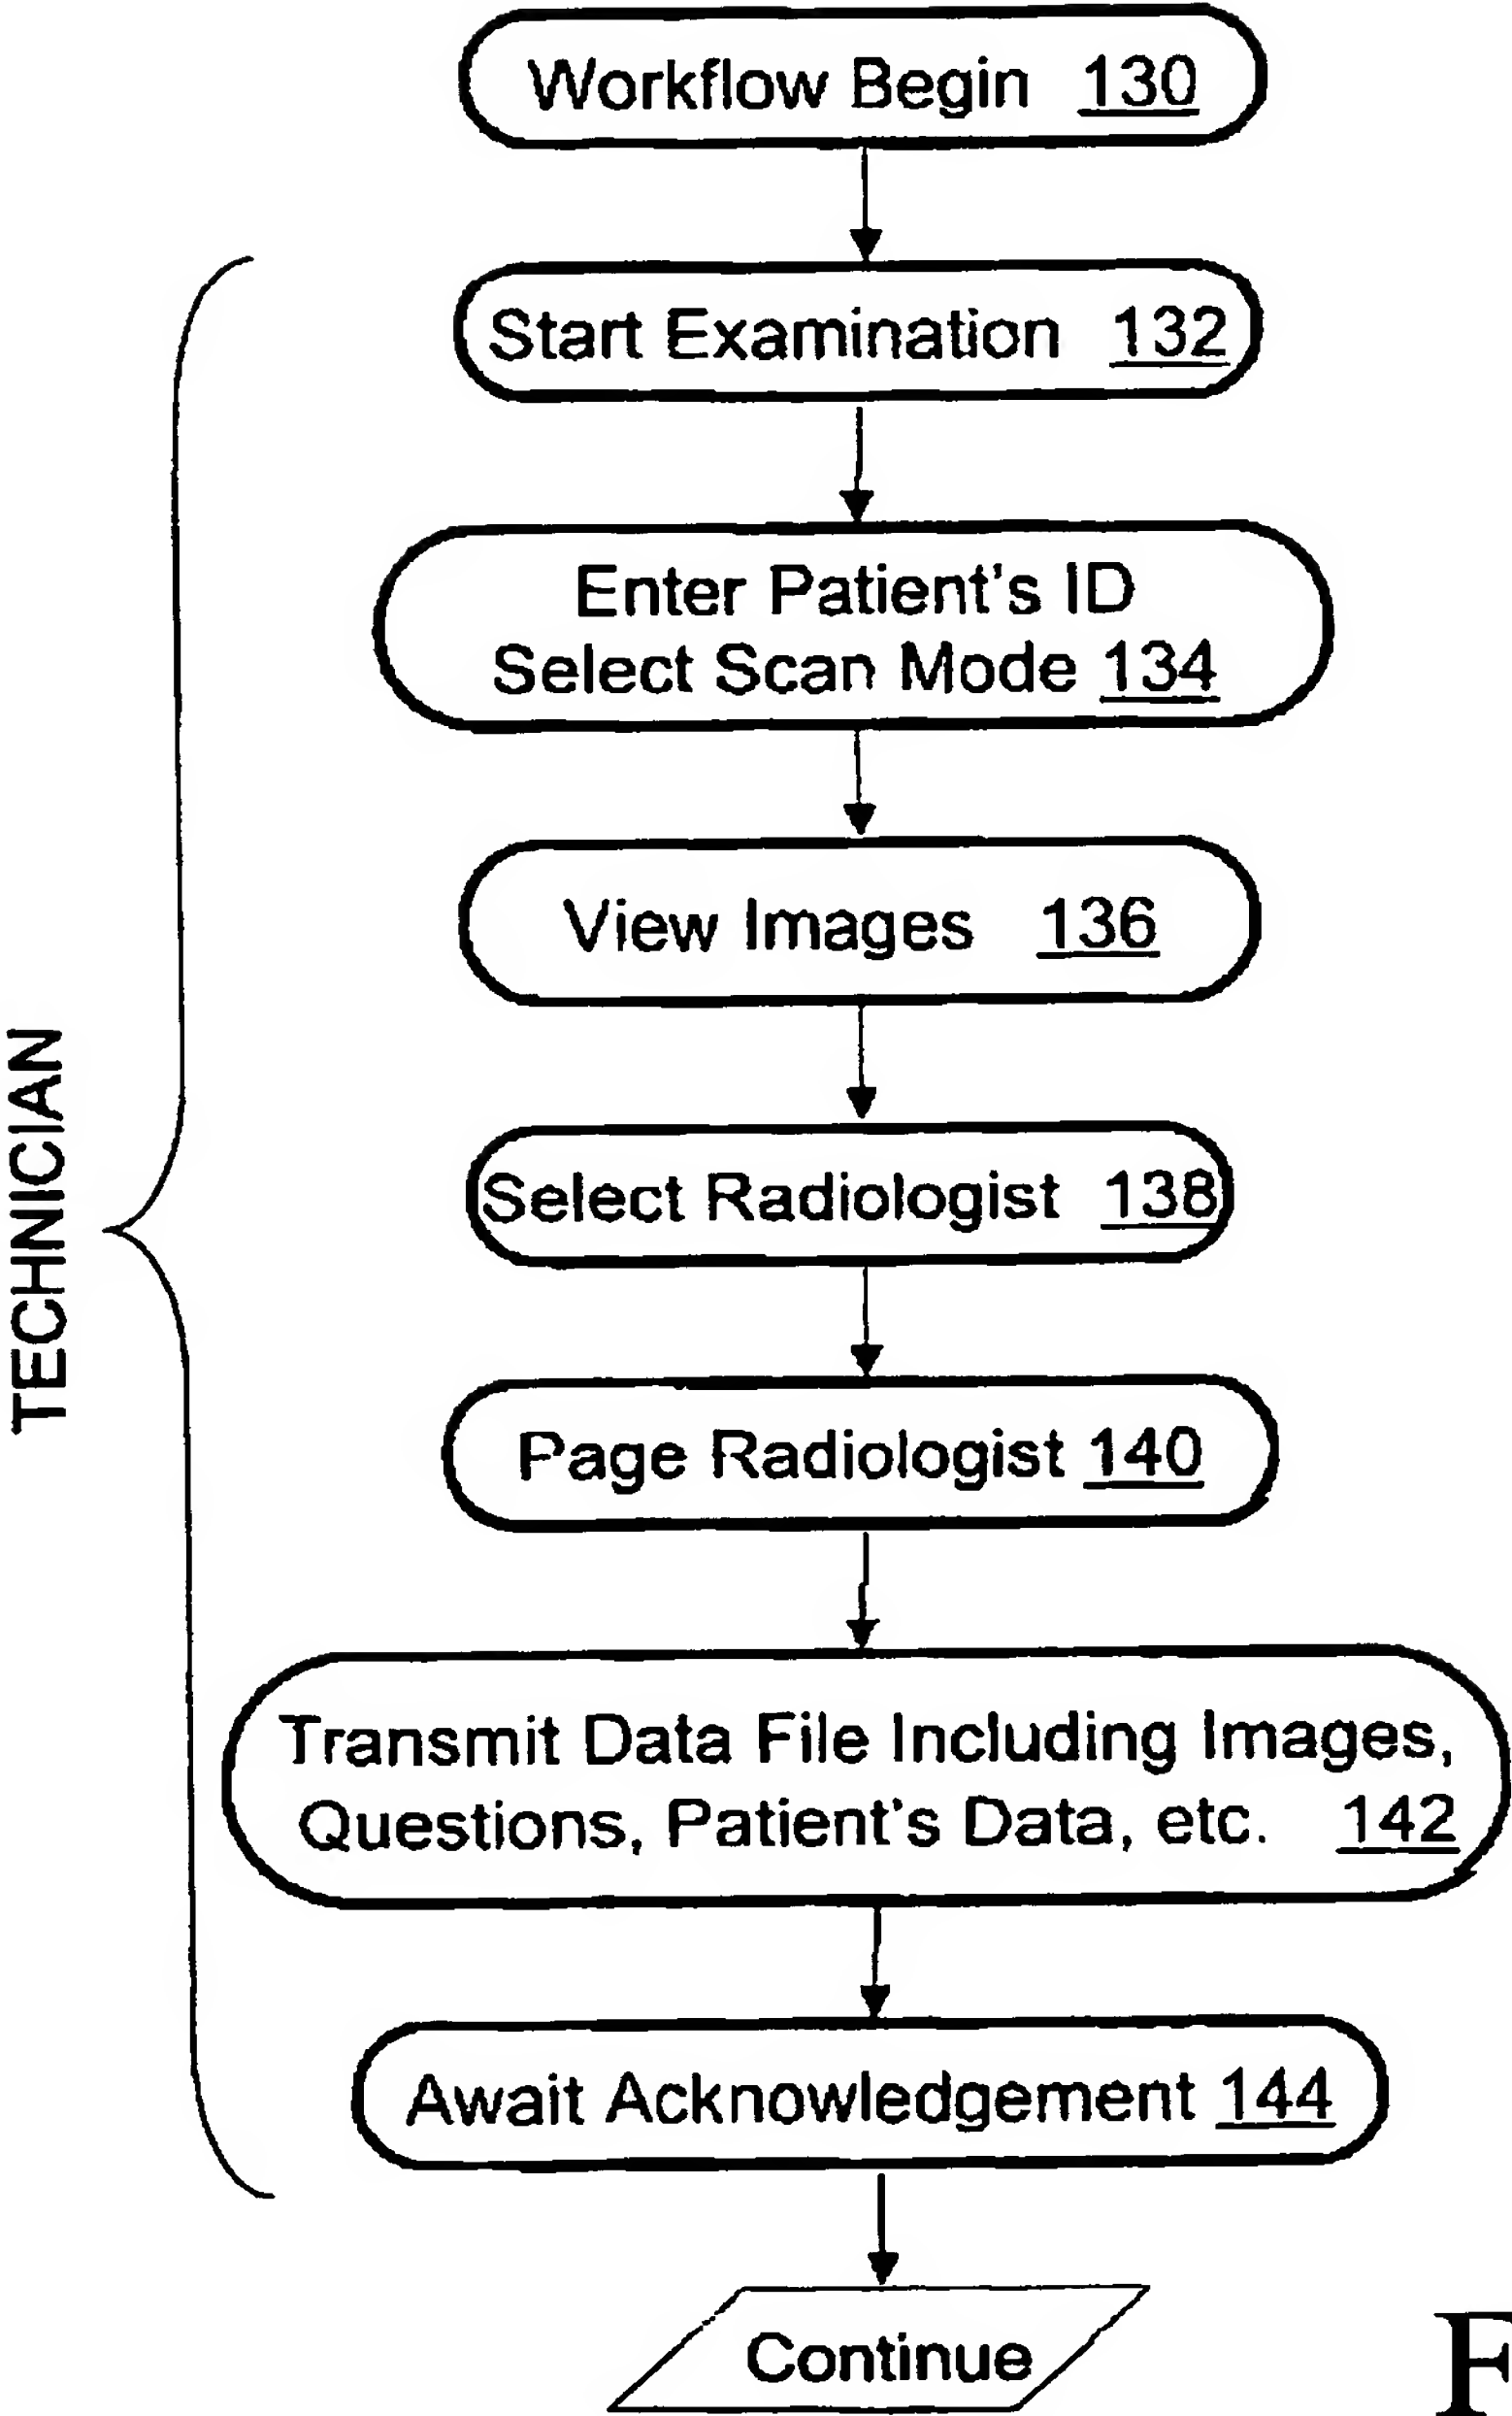 Workflow Begin 130
Start Examination 132
Enter Patient's ID
Select Scan Mode 134
View Images 136
Select Radiologist 138
Page Radiologist 140
Transmit Data File Including Images,
Questions, Patient's Data, etc. 142
Await Acknowledgement 144
Continue
TECHNICIAN
F